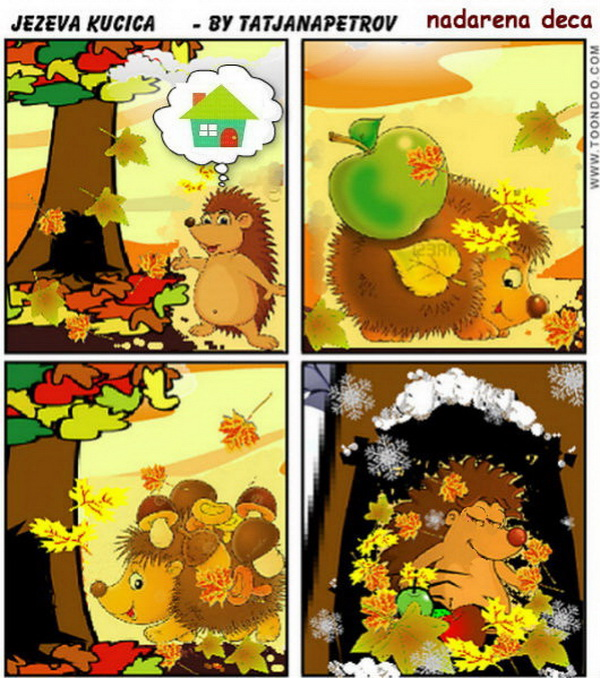 JEZEVA KUCICA - BY TATJANAPETROV nadarena deca
WWW.TOONDOO.COM